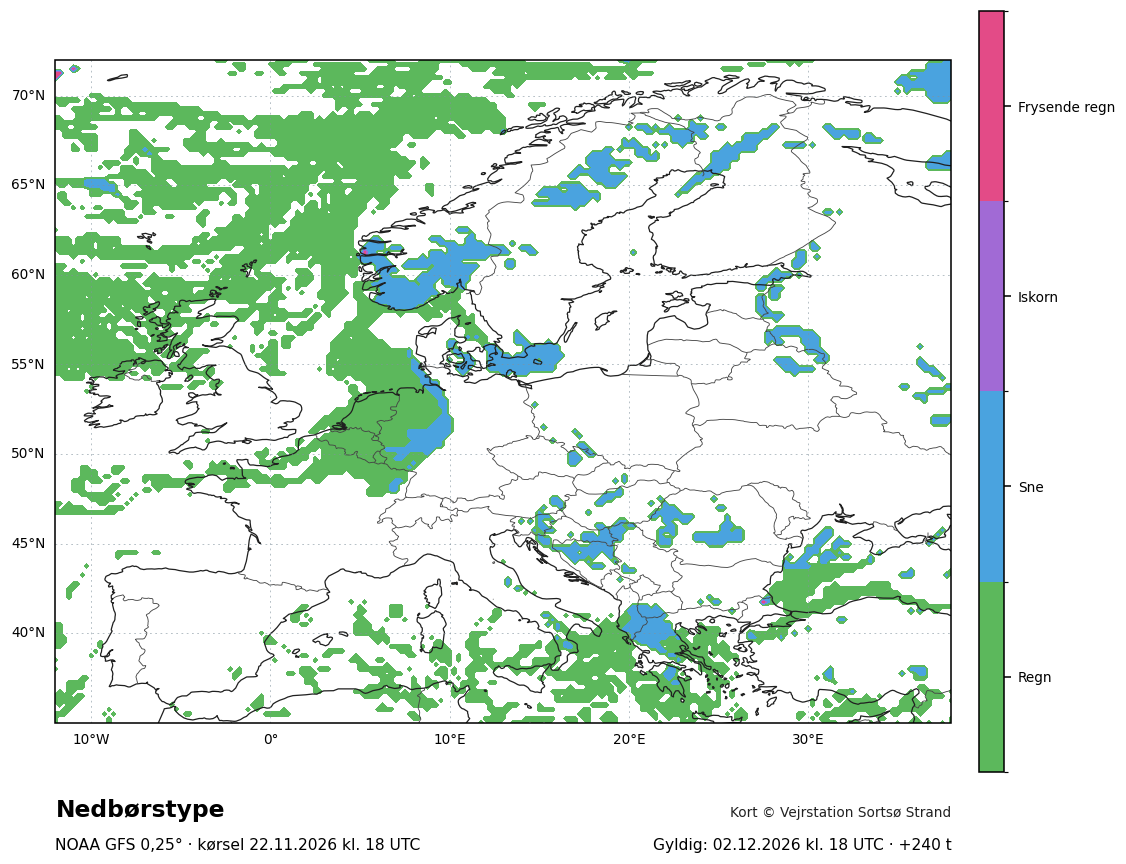 Frysende regn
Iskorn
Sne
Regn
70°N
65°N
60°N
55°N
50°N
45°N
40°N
10°W
0°
10°E
20°E
30°E
Nedbørstype
Kort © Vejrstation Sortsø Strand
NOAA GFS 0,25° · kørsel 22.11.2026 kl. 18 UTC
Gyldig: 02.12.2026 kl. 18 UTC · +240 t